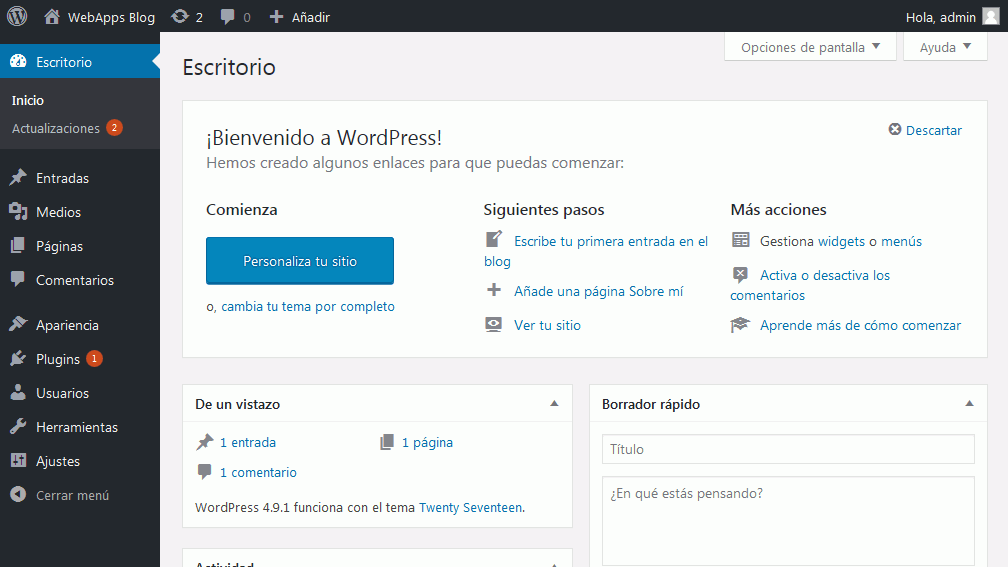 WebApps Blog 2 0 Añadir Hola, admin
Escritorio
Inicio
Actualizaciones 2
Entradas
Medios
Páginas
Comentarios
Apariencia
Plugins 1
Usuarios
Herramientas
Ajustes
Cerrar menú
Opciones de pantalla Ayuda
Escritorio
¡Bienvenido a WordPress!
Descartar
Hemos creado algunos enlaces para que puedas comenzar:
Comienza
Personaliza tu sitio
o, cambia tu tema por completo
Siguientes pasos
Escribe tu primera entrada en el
blog
Añade una página Sobre mí
Ver tu sitio
Más acciones
Gestiona widgets o menús
Activa o desactiva los
comentarios
Aprende más de cómo comenzar
De un vistazo
1 entrada 1 página
1 comentario
WordPress 4.9.1 funciona con el tema Twenty Seventeen.
Actividad
Borrador rápido
Título
¿En qué estás pensando?